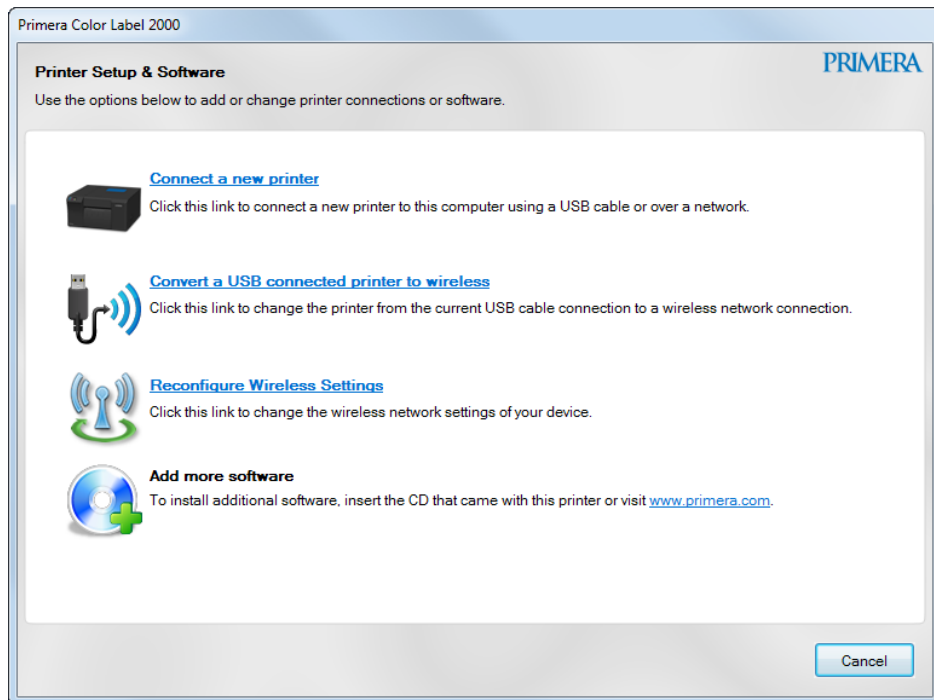 Primera Color Label 2000
PRIMERA
Printer Setup & Software
Use the options below to add or change printer connections or software.
Connect a new printer
Click this link to connect a new printer to this computer using a USB cable or over a network.
Convert a USB connected printer to wireless
Click this link to change the printer from the current USB cable connection to a wireless network connection.
Reconfigure Wireless Settings
Click this link to change the wireless network settings of your device.
Add more software
To install additional software, insert the CD that came with this printer or visit www.primera.com.
Cancel